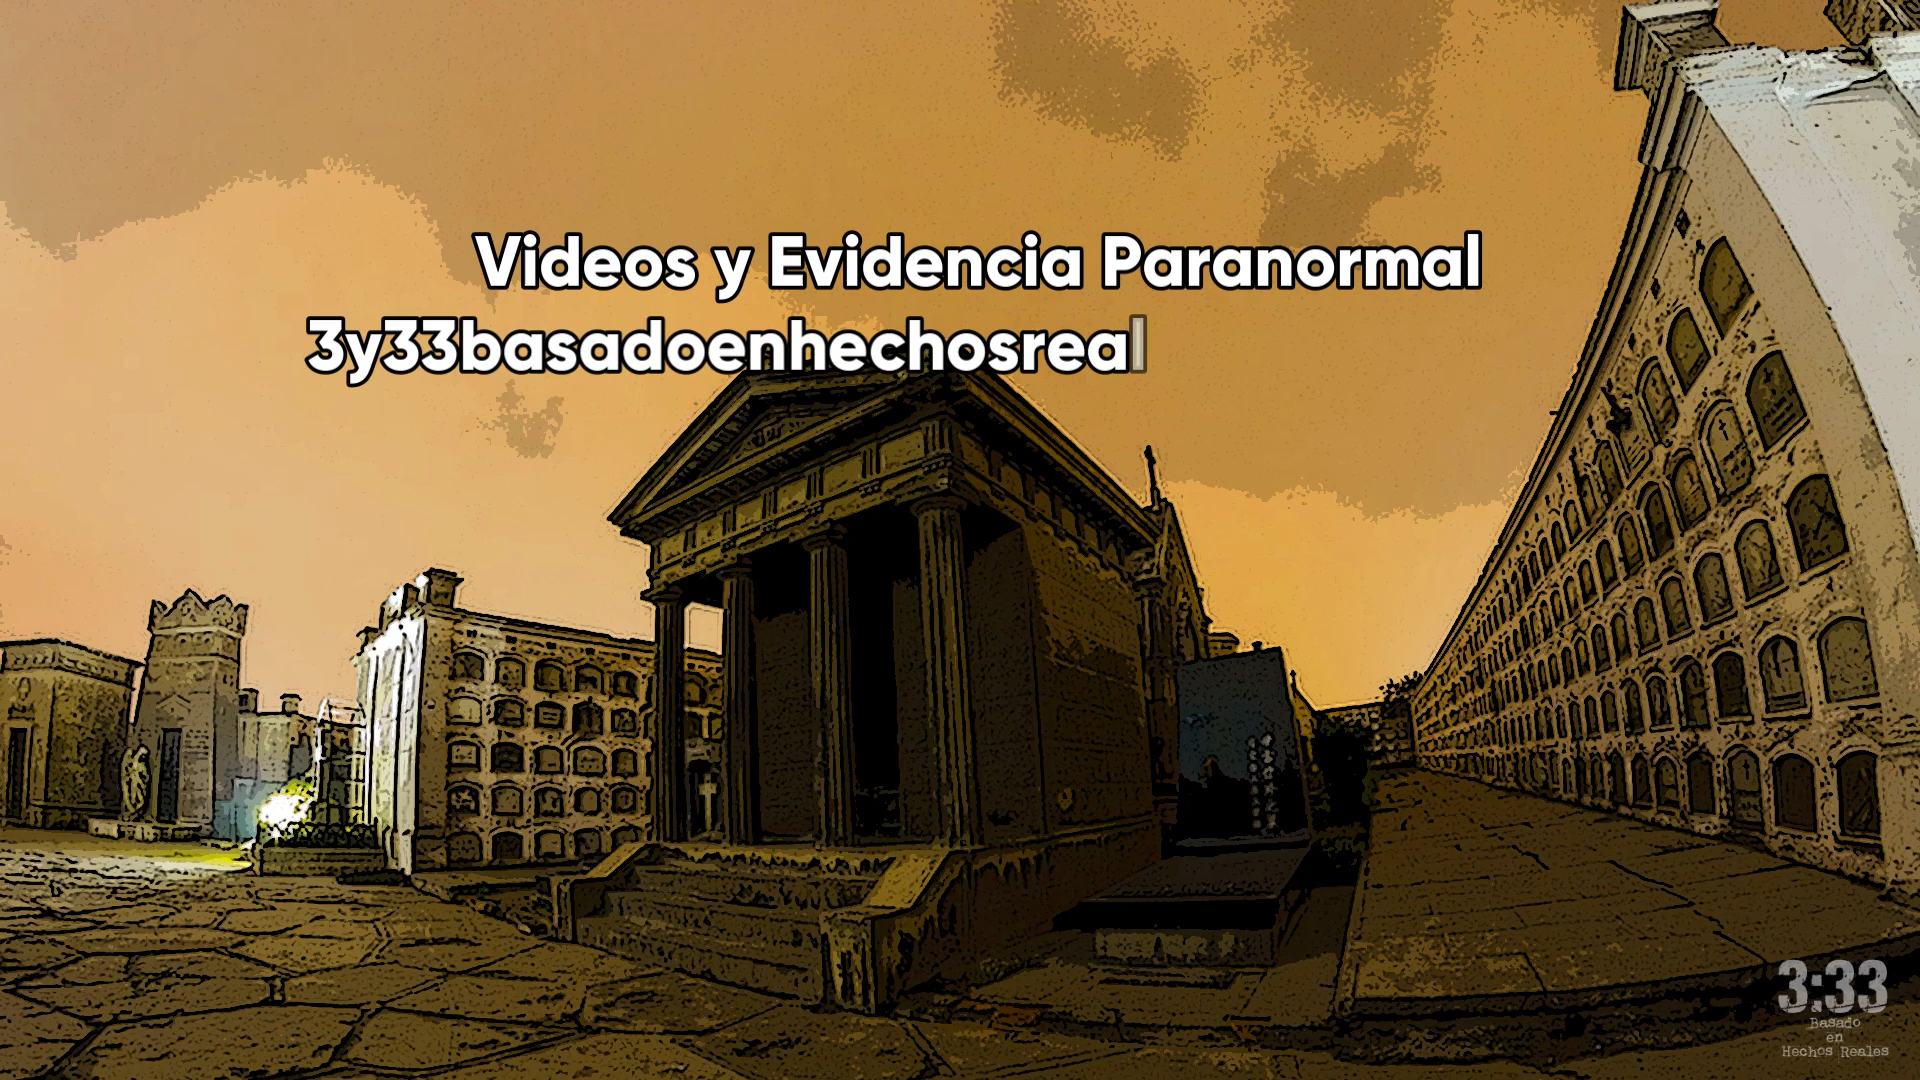 Videos y Evidencia Paranormal
3y33basadoenhechosreal
3:33
Basado
en
Hechos Reales